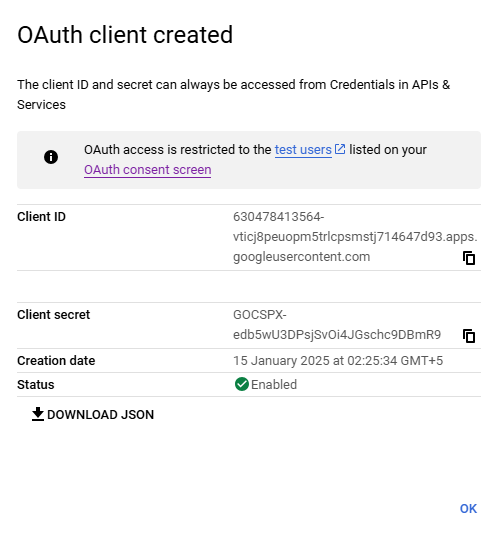 OAuth client created
The client ID and secret can always be accessed from Credentials in APIs &
Services
OAuth access is restricted to the test users listed on your
OAuth consent screen
Client ID
630478413564-
vticj8peuopm5trlcpsmstj714647d93.apps.
googleusercontent.com
Client secret
GOCSPX-
edb5wU3DPsjSvOi4JGschc9DBmR9
Creation date 15 January 2025 at 02:25:34 GMT+5
Status Enabled
DOWNLOAD JSON
OK